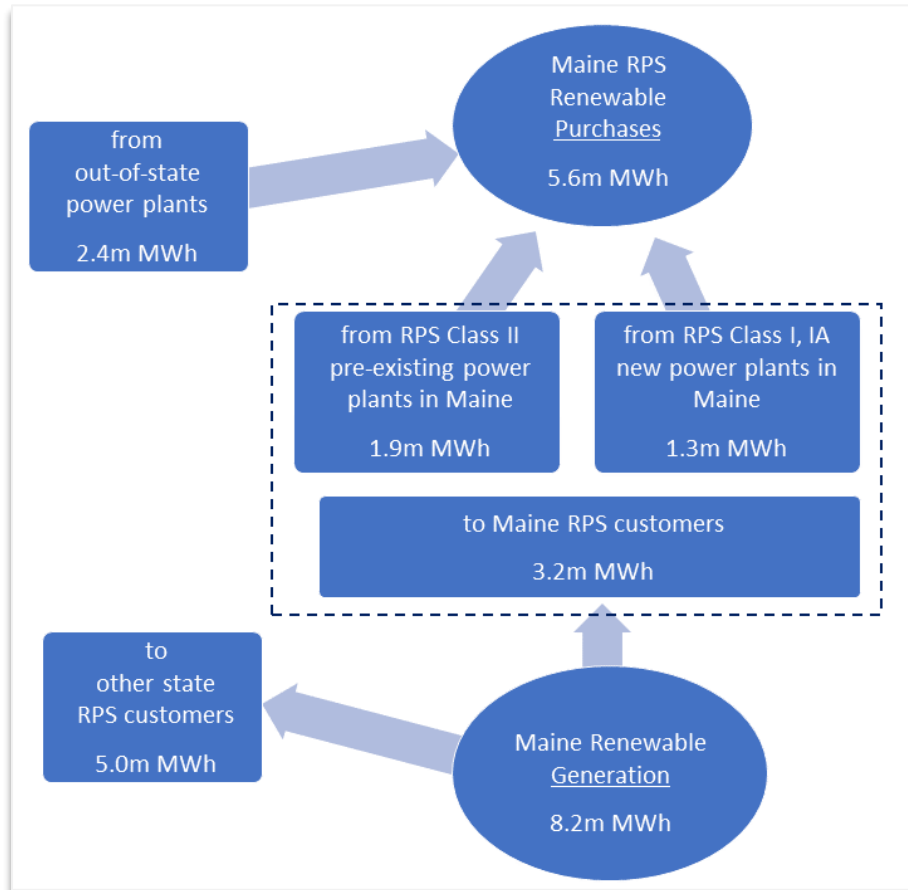 Maine RPS
Renewable
Purchases
5.6m MWh
from
out-of-state
power plants
2.4m MWh
from RPS Class II
pre-existing power
plants in Maine
1.9m MWh
from RPS Class I, IA
new power plants in
Maine
1.3m MWh
to Maine RPS customers
3.2m MWh
to
other state
RPS customers
5.0m MWh
Maine Renewable
Generation
8.2m MWh